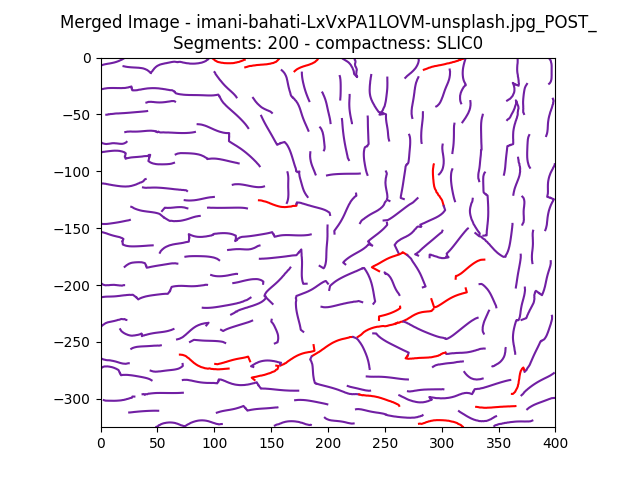 Merged Image - imani-bahati-LxVxPA1LOVM-unsplash.jpg_POST_
Segments: 200 - compactness: SLIC0
0
−50
−100
−150
−200
−250
−300
0 50 100 150 200 250 300 350 400